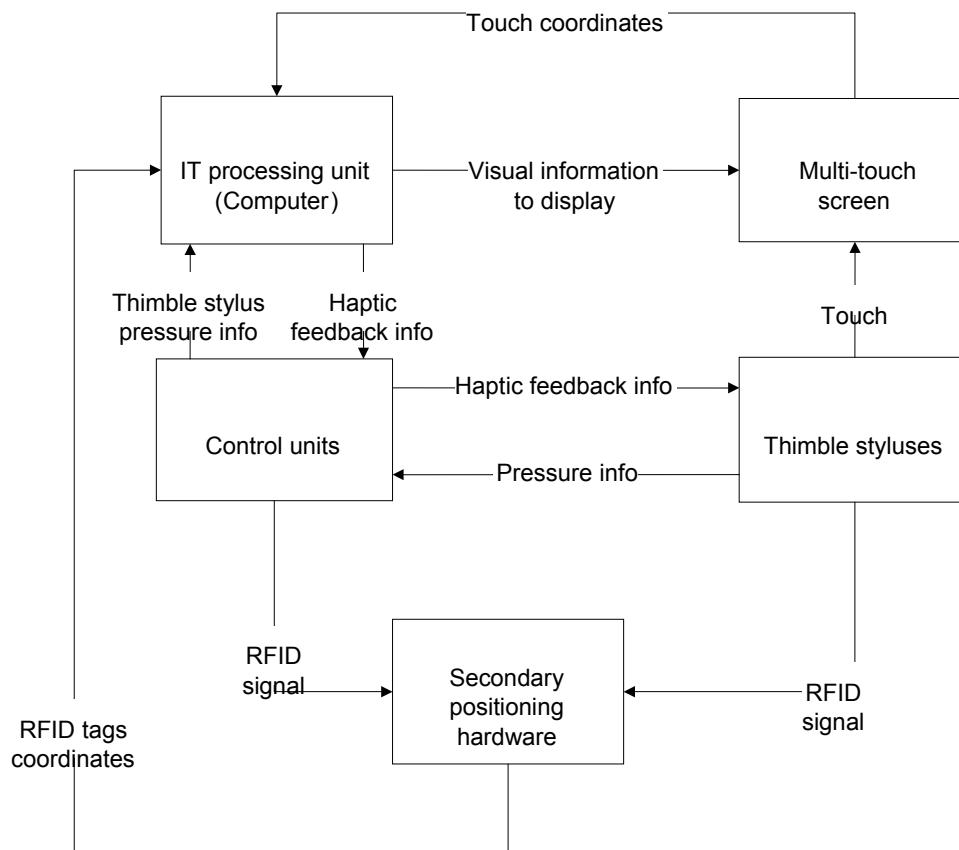 Touch coordinates
IT processing unit
(Computer)
Visual information
to display
Multi-touch
screen
Thimble stylus
pressure info
Haptic
feedback info
Touch
Haptic feedback info
Control units
Thimble styluses
Pressure info
RFID
signal
Secondary
positioning
hardware
RFID
signal
RFID tags
coordinates